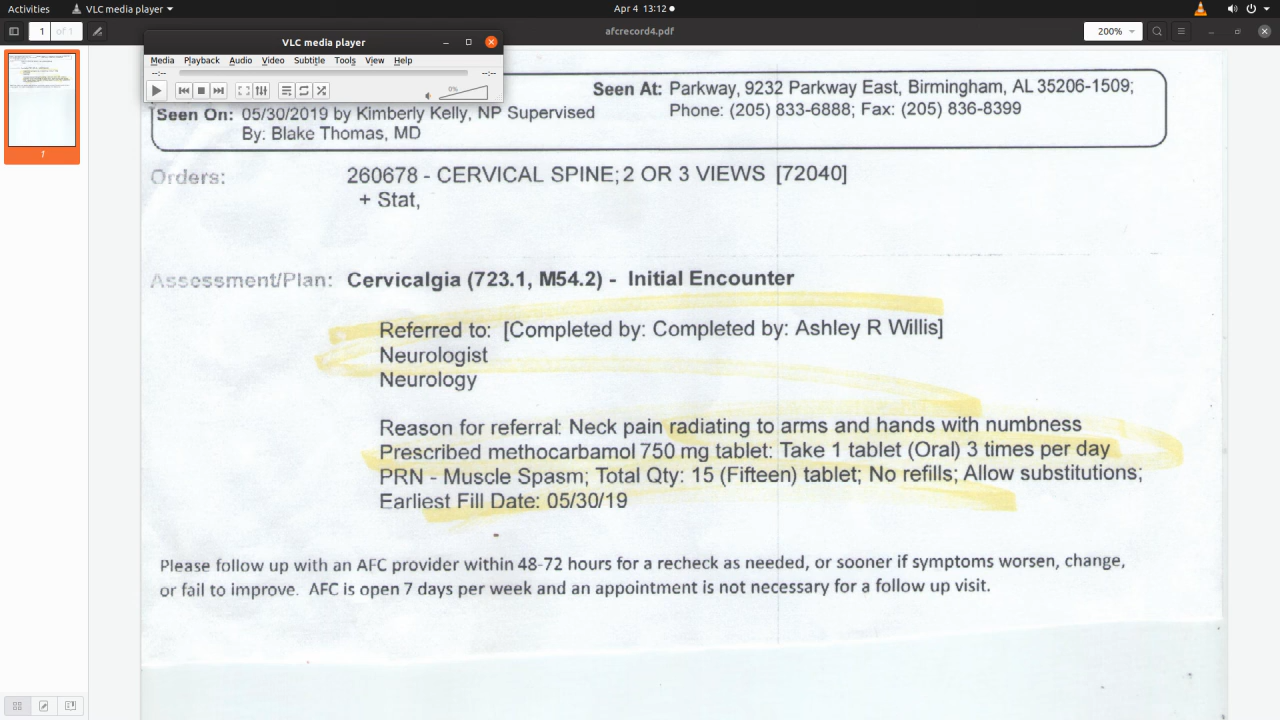 Activities
VLC media player
Apr 4 13:12
1 of 1
afcrecord4.pdf
200%
VLC media player
Media Audio Tools View Help
--:-- --:--
0%
Seen At: Parkway, 9232 Parkway East, Birmingham, AL 35206-1509;
Phone: (205) 833-6888; Fax: (205) 836-8399
Seen On: 05/30/2019 by Kimberly Kelly, NP Supervised
By: Blake Thomas, MD
Orders: 260678 - CERVICAL SPINE; 2 OR 3 VIEWS [72040]
+ Stat,
Assessment/Plan: Cervicalgia (723.1, M54.2) - Initial Encounter
Referred to: [Completed by: Completed by: Ashley R Willis]
Neurologist
Neurology
Reason for referral: Neck pain radiating to arms and hands with numbness
Prescribed methocarbamol 750 mg tablet: Take 1 tablet (Oral) 3 times per day
PRN - Muscle Spasm; Total Qty: 15 (Fifteen) tablet; No refills; Allow substitutions;
Earliest Fill Date: 05/30/19
Please follow up with an AFC provider within 48-72 hours for a recheck as needed, or sooner if symptoms worsen, change,
or fail to improve. AFC is open 7 days per week and an appointment is not necessary for a follow up visit.
1